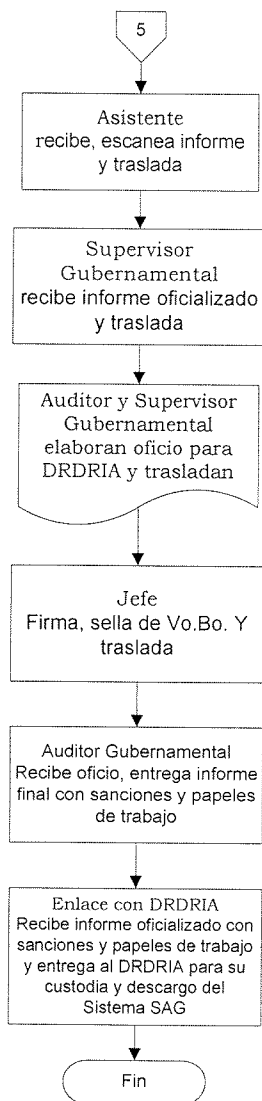 5
Asistente
recibe, escanea informe
y traslada
Supervisor
Gubernamental
recibe informe oficializado
y traslada
Auditor y Supervisor
Gubernamental
elaboran oficio para
DRDRIA y trasladan
Jefe
Firma, sella de Vo.Bo. Y
traslada
Auditor Gubernamental
Recibe oficio, entrega informe
final con sanciones y papeles
de trabajo
Enlace con DRDRIA
Recibe informe oficializado con
sanciones y papeles de trabajo
y entrega al DRDRIA para su
custodia y descargo del
Sistema SAG
Fin